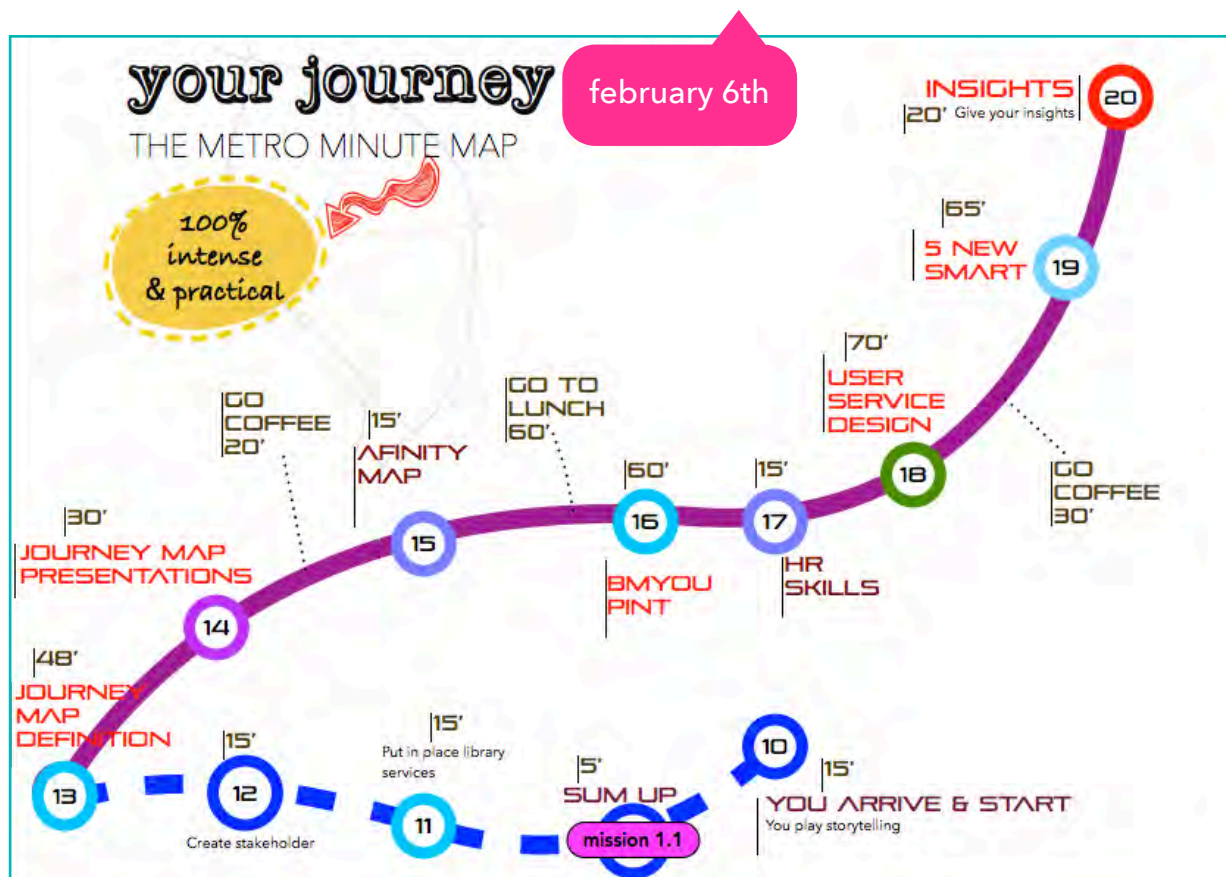 your journey
february 6th
THE METRO MINUTE MAP
100%
intense
& practical
INSIGHTS
20' Give your insights
20
65'
5 NEW
SMART
19
70'
USER
SERVICE
DESIGN
18
GO
COFFEE
30'
GO
COFFEE
20'
15'
AFINITY
MAP
15
GO TO
LUNCH
60'
60'
16
BMYOU
PINT
15'
17
HR
SKILLS
30'
JOURNEY MAP
PRESENTATIONS
14
48'
JOURNEY
MAP
DEFINITION
13
15'
12
Create stakeholder
15'
Put in place library
services
11
5'
SUM UP
mission 1.1
10
15'
YOU ARRIVE & START
You play storytelling